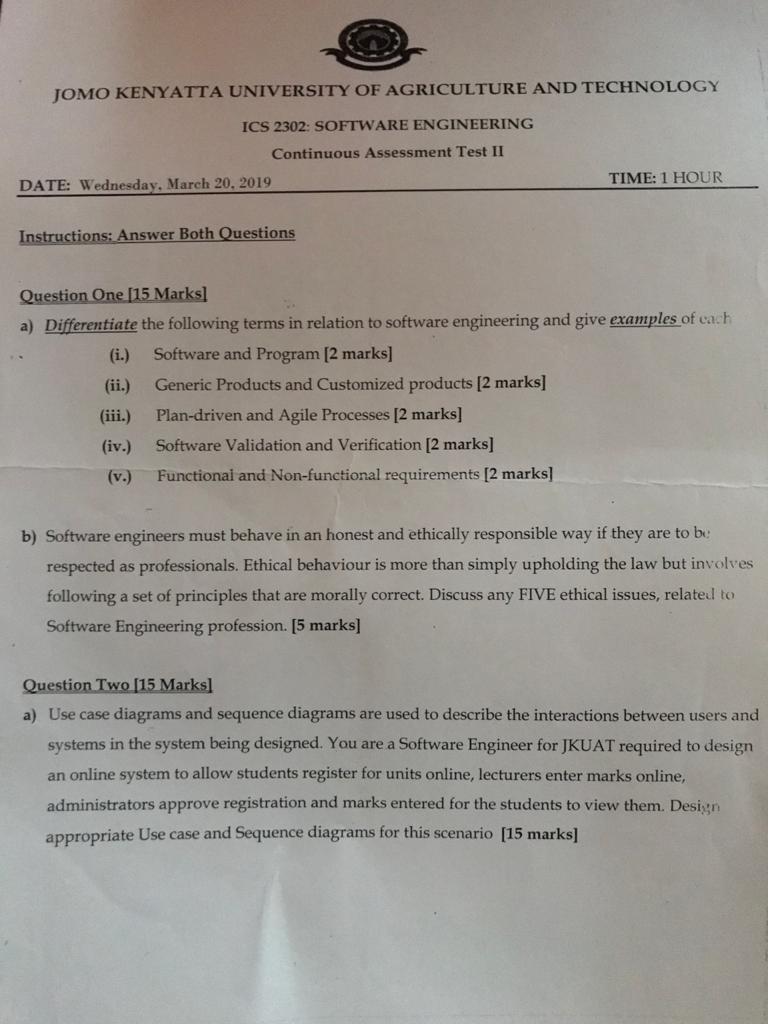 JOMO KENYATTA UNIVERSITY OF AGRICULTURE AND TECHNOLOGY
ICS 2302: SOFTWARE ENGINEERING
Continuous Assessment Test II
DATE: Wednesday, March 20, 2019 TIME: 1 HOUR
Instructions: Answer Both Questions
Question One [15 Marks]
a) Differentiate the following terms in relation to software engineering and give examples of each
(i.) Software and Program [2 marks]
(ii.) Generic Products and Customized products [2 marks]
(iii.) Plan-driven and Agile Processes [2 marks]
(iv.) Software Validation and Verification [2 marks]
(v.) Functional and Non-functional requirements [2 marks]
b) Software engineers must behave in an honest and ethically responsible way if they are to be
respected as professionals. Ethical behaviour is more than simply upholding the law but involves
following a set of principles that are morally correct. Discuss any FIVE ethical issues, related to
Software Engineering profession. [5 marks]
Question Two [15 Marks]
a) Use case diagrams and sequence diagrams are used to describe the interactions between users and
systems in the system being designed. You are a Software Engineer for JKUAT required to design
an online system to allow students register for units online, lecturers enter marks online,
administrators approve registration and marks entered for the students to view them. Design
appropriate Use case and Sequence diagrams for this scenario [15 marks]